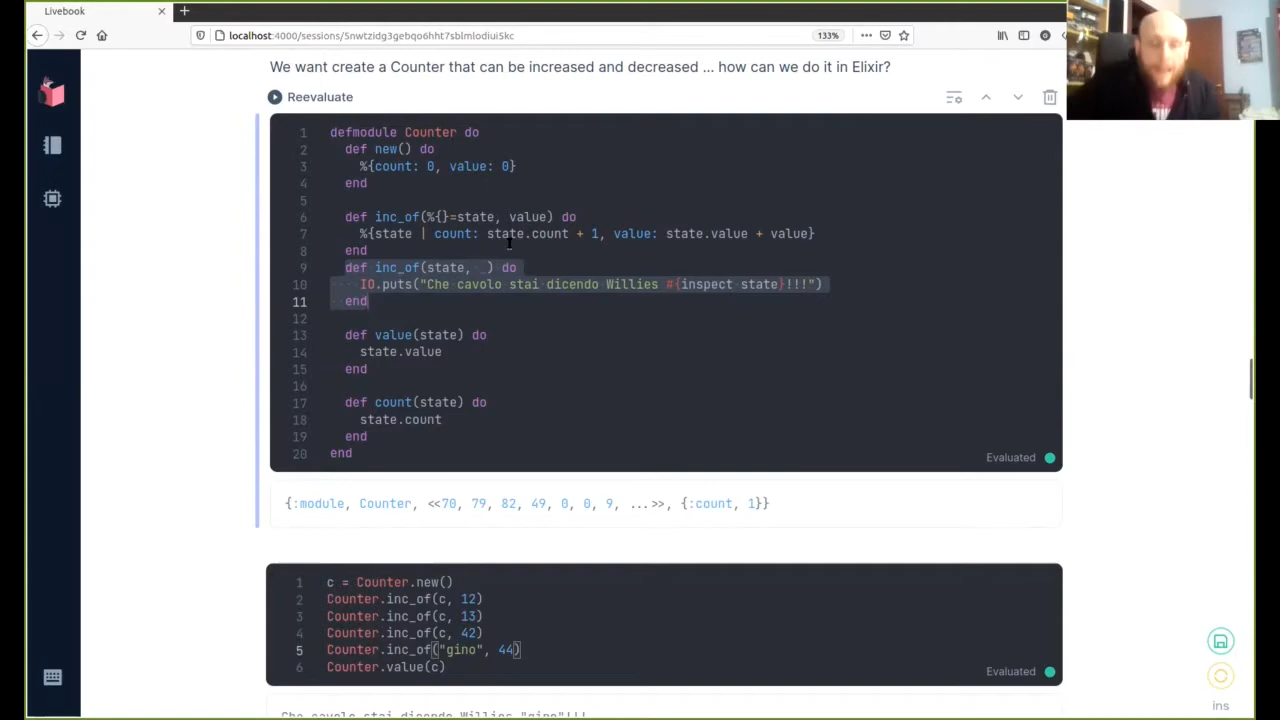 Livebook
localhost:4000/sessions/5nwtzidg3gebqo6hht7sblmlodiui5kc
133%
We want create a Counter that can be increased and decreased ... how can we do it in Elixir?
Reevaluate
1 defmodule Counter do
2 def new() do
3 %{count: 0, value: 0}
4 end
5
6 def inc_of(%{}=state, value) do
7 %{state | count: state.count + 1, value: state.value + value}
8 end
9 def inc_of(state, _) do
10 IO.puts("Che cavolo stai dicendo Willies #{inspect state}!!!")
11 end
12
13 def value(state) do
14 state.value
15 end
16
17 def count(state) do
18 state.count
19 end
20 end
Evaluated
{:module, Counter, <<70, 79, 82, 49, 0, 0, 9, ...>>, {:count, 1}}
1 c = Counter.new()
2 Counter.inc_of(c, 12)
3 Counter.inc_of(c, 13)
4 Counter.inc_of(c, 42)
5 Counter.inc_of("gino", 44)
6 Counter.value(c)
Evaluated
Che cavolo stai dicendo Willies "gino"!!!
ins